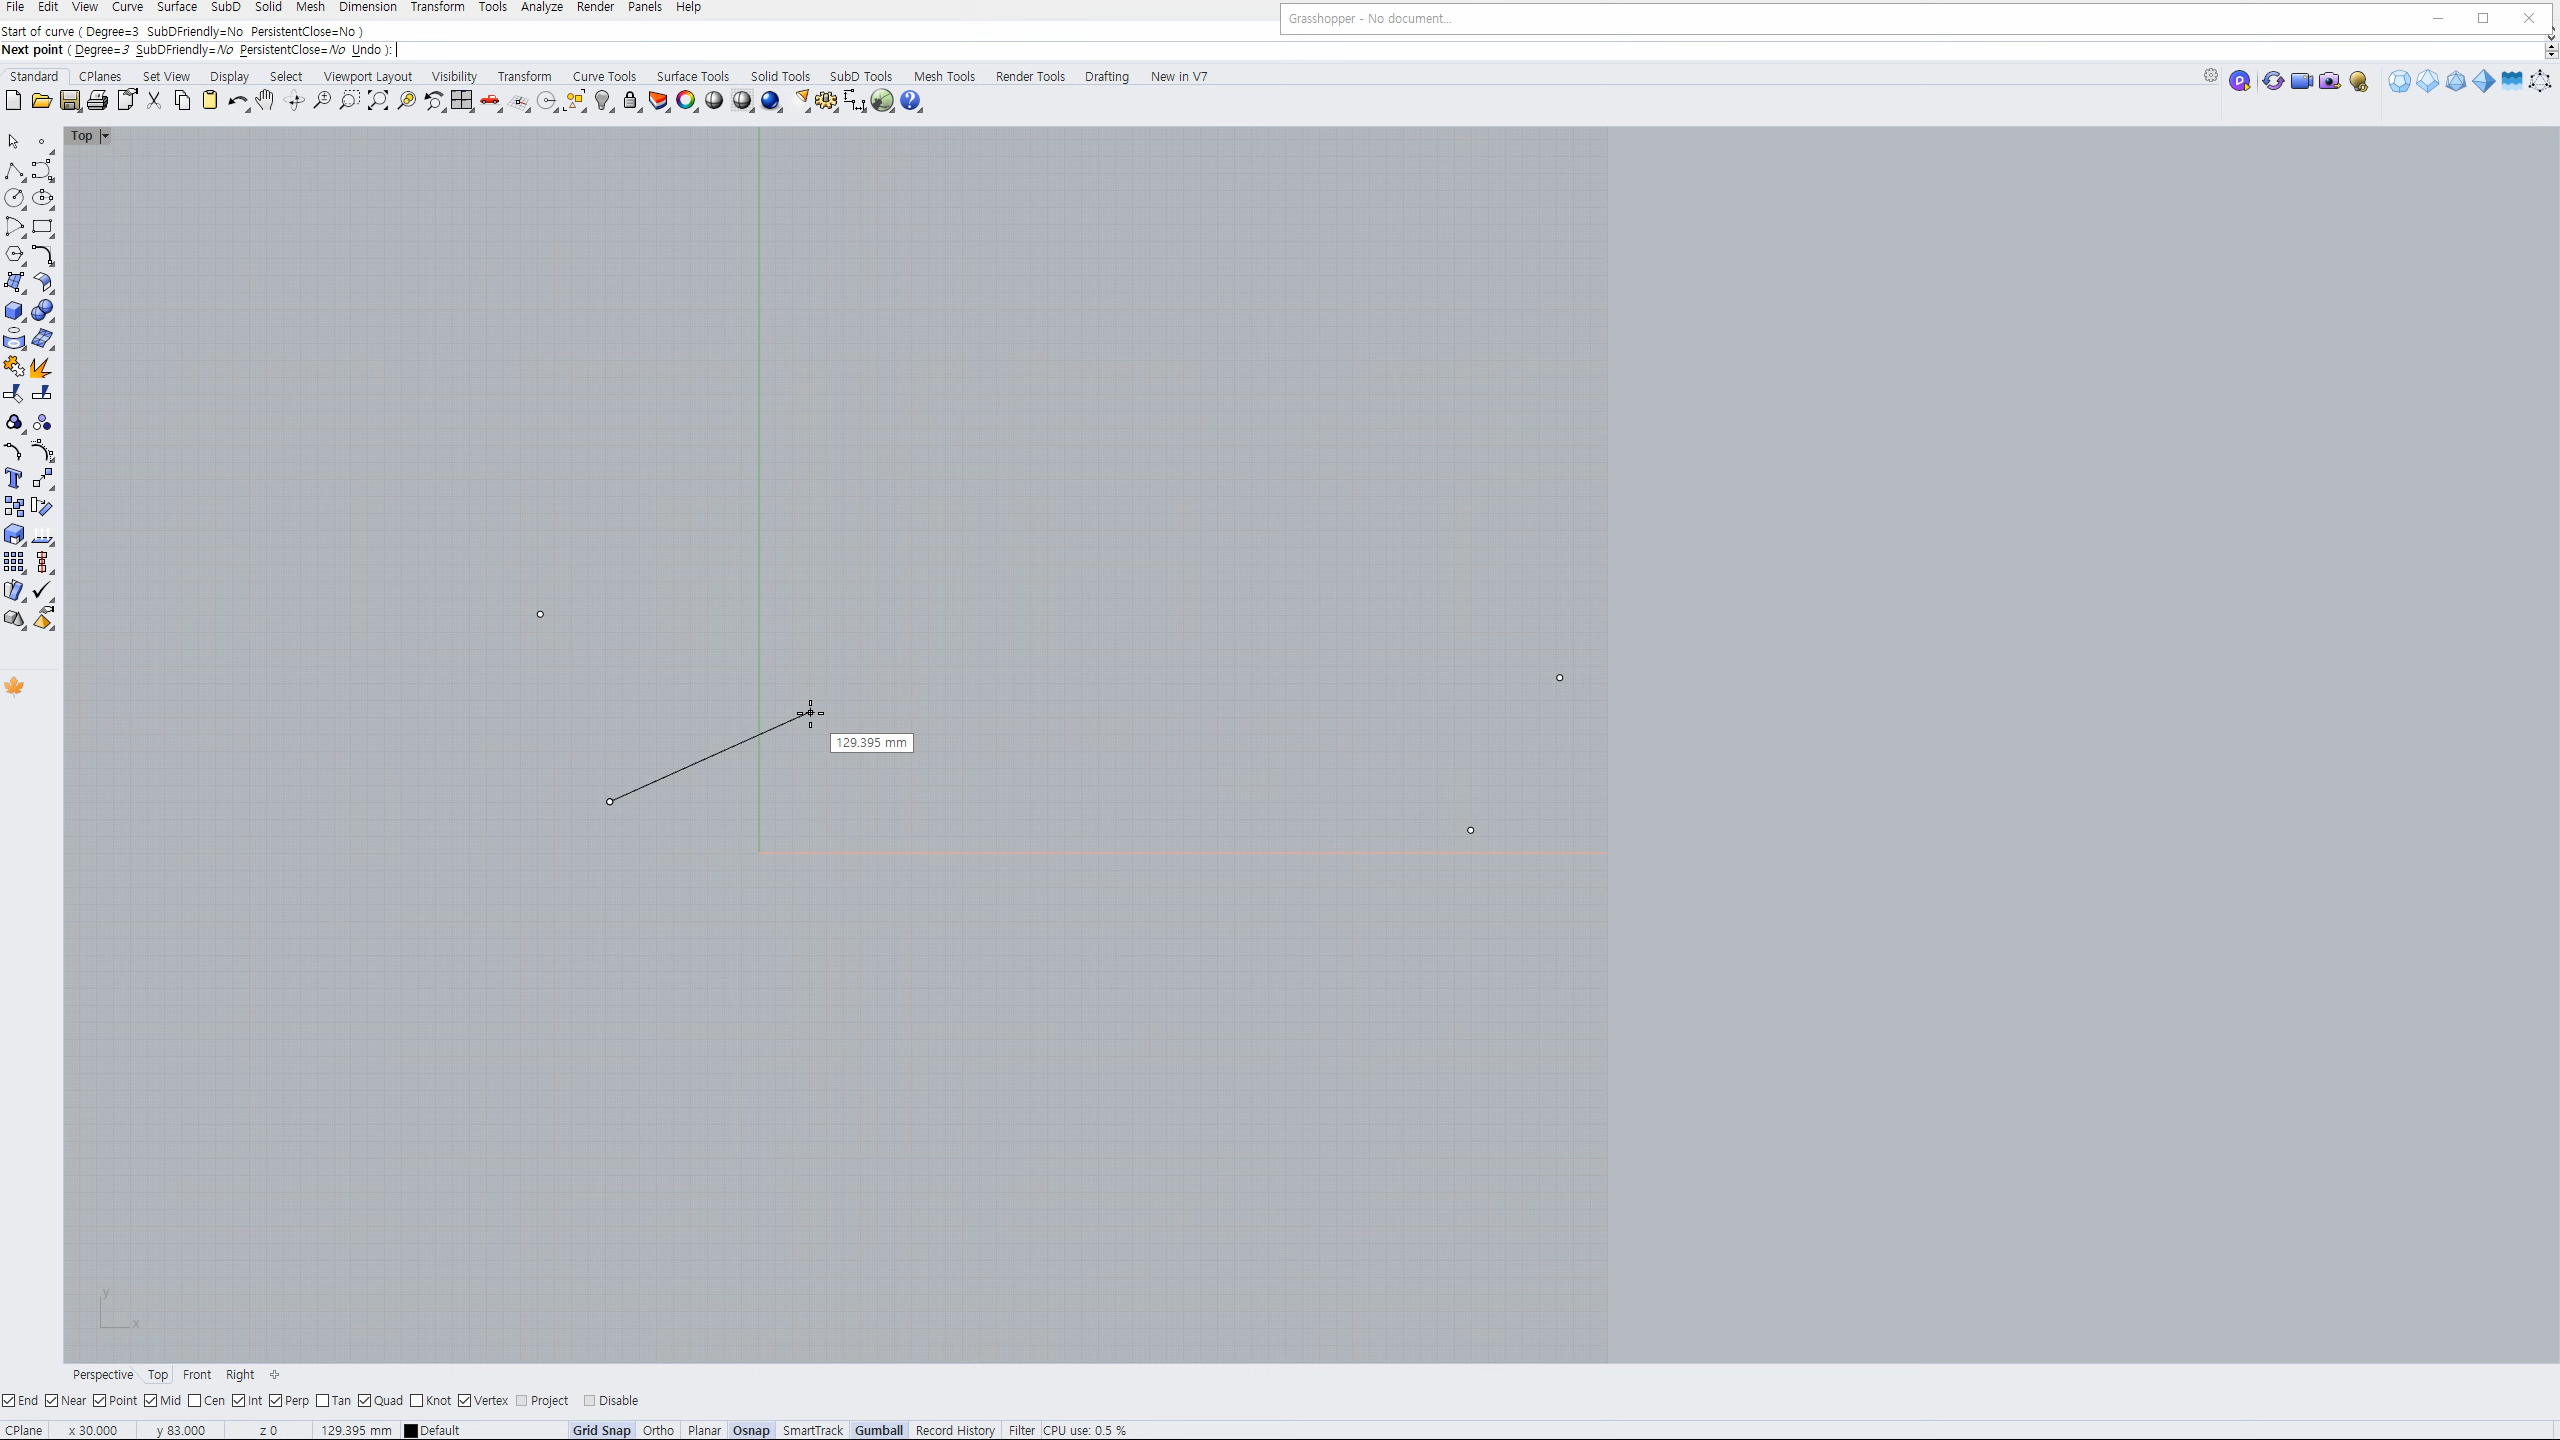 File Edit View Curve Surface SubD Solid Mesh Dimension Transform Tools Analyze Render Panels Help
Grasshopper - No document...
Start of curve ( Degree=3 SubDFriendly=No PersistentClose=No )
Next point ( Degree=3 SubDFriendly=No PersistentClose=No Undo ):
Standard CPlanes Set View Display Select Viewport Layout Visibility Transform Curve Tools Surface Tools Solid Tools SubD Tools Mesh Tools Render Tools Drafting New in V7
Top
129.395 mm
y
x
Perspective Top Front Right
End Near Point Mid Cen Int Perp Tan Quad Knot Vertex Project Disable
CPlane x 30.000 y 83.000 z 0 129.395 mm Default Grid Snap Ortho Planar Osnap SmartTrack Gumball Record History Filter CPU use: 0.5 %